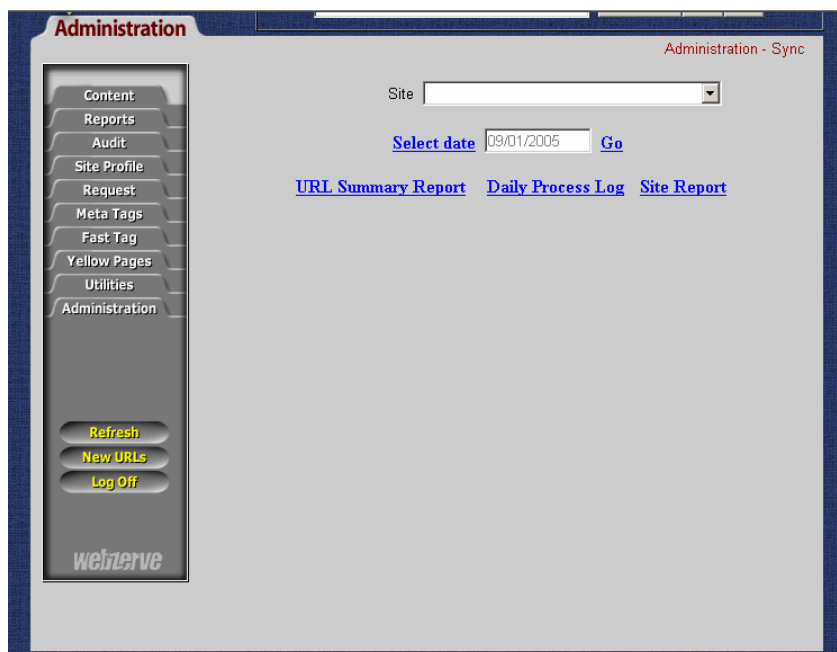 Administration
Administration - Sync
Content
Reports
Audit
Site Profile
Request
Meta Tags
Fast Tag
Yellow Pages
Utilities
Administration
Refresh
New URLs
Log Off
webnerve
Site
Select date 09/01/2005 Go
URL Summary Report Daily Process Log Site Report